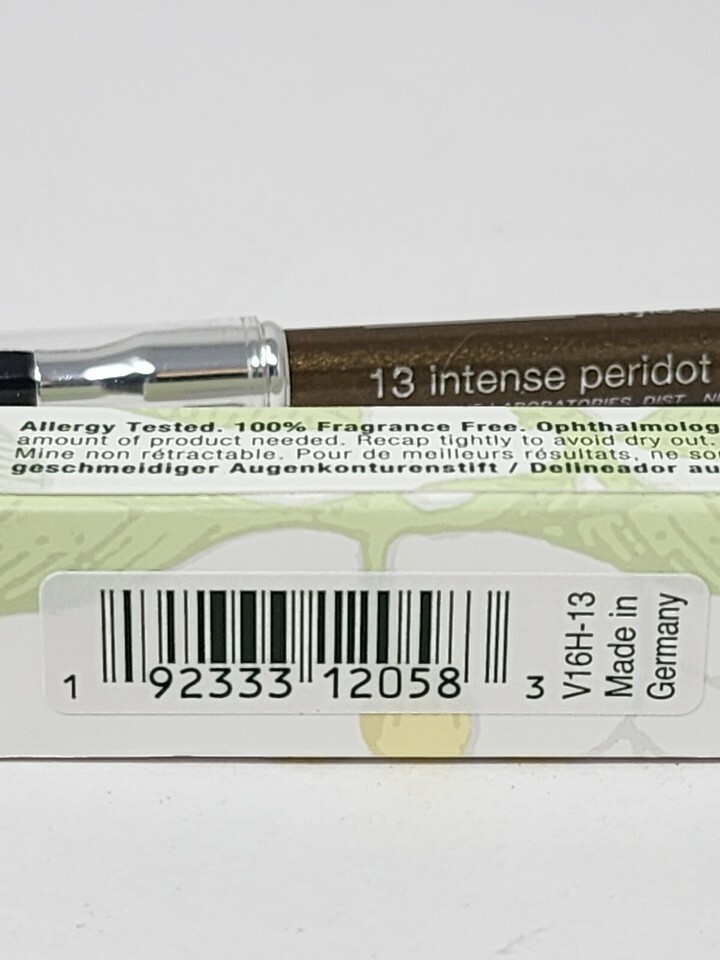 13 intense peridot
LABORATORIES, DIST.
Allergy Tested. 100% Fragrance Free. Ophthalmolog
amount of product needed. Recap tightly to avoid dry out.
Mine non rétractable. Pour de meilleurs résultats, ne so
geschmeidiger Augenkonturenstift / Delineador au
1 92333 12058 3
V16H-13
Made in
Germany